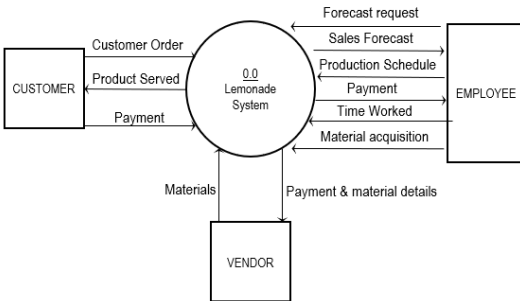 Forecast request
Sales Forecast
Customer Order
Production Schedule
0.0
Lemonade
System
Product Served
CUSTOMER
Payment
EMPLOYEE
Time Worked
Payment
Material acquisition
Materials
Payment & material details
VENDOR